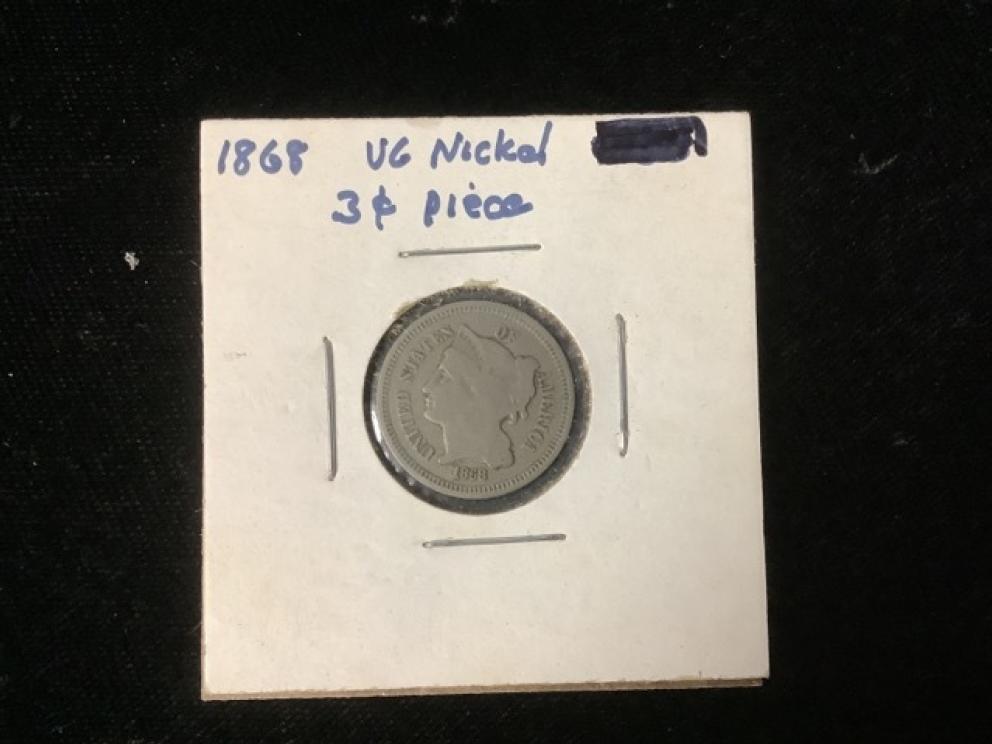 1868 VG Nickel
3¢ piece
UNITED STATES OF AMERICA
1868